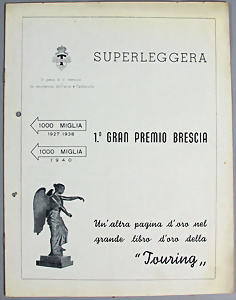 SUPERLEGGERA
1000 MIGLIA
1927-1938
1.º GRAN PREMIO BRESCIA
1000 MIGLIA
1940
Un'altra pagina d'oro nel
grande libro d'oro della
"Touring„